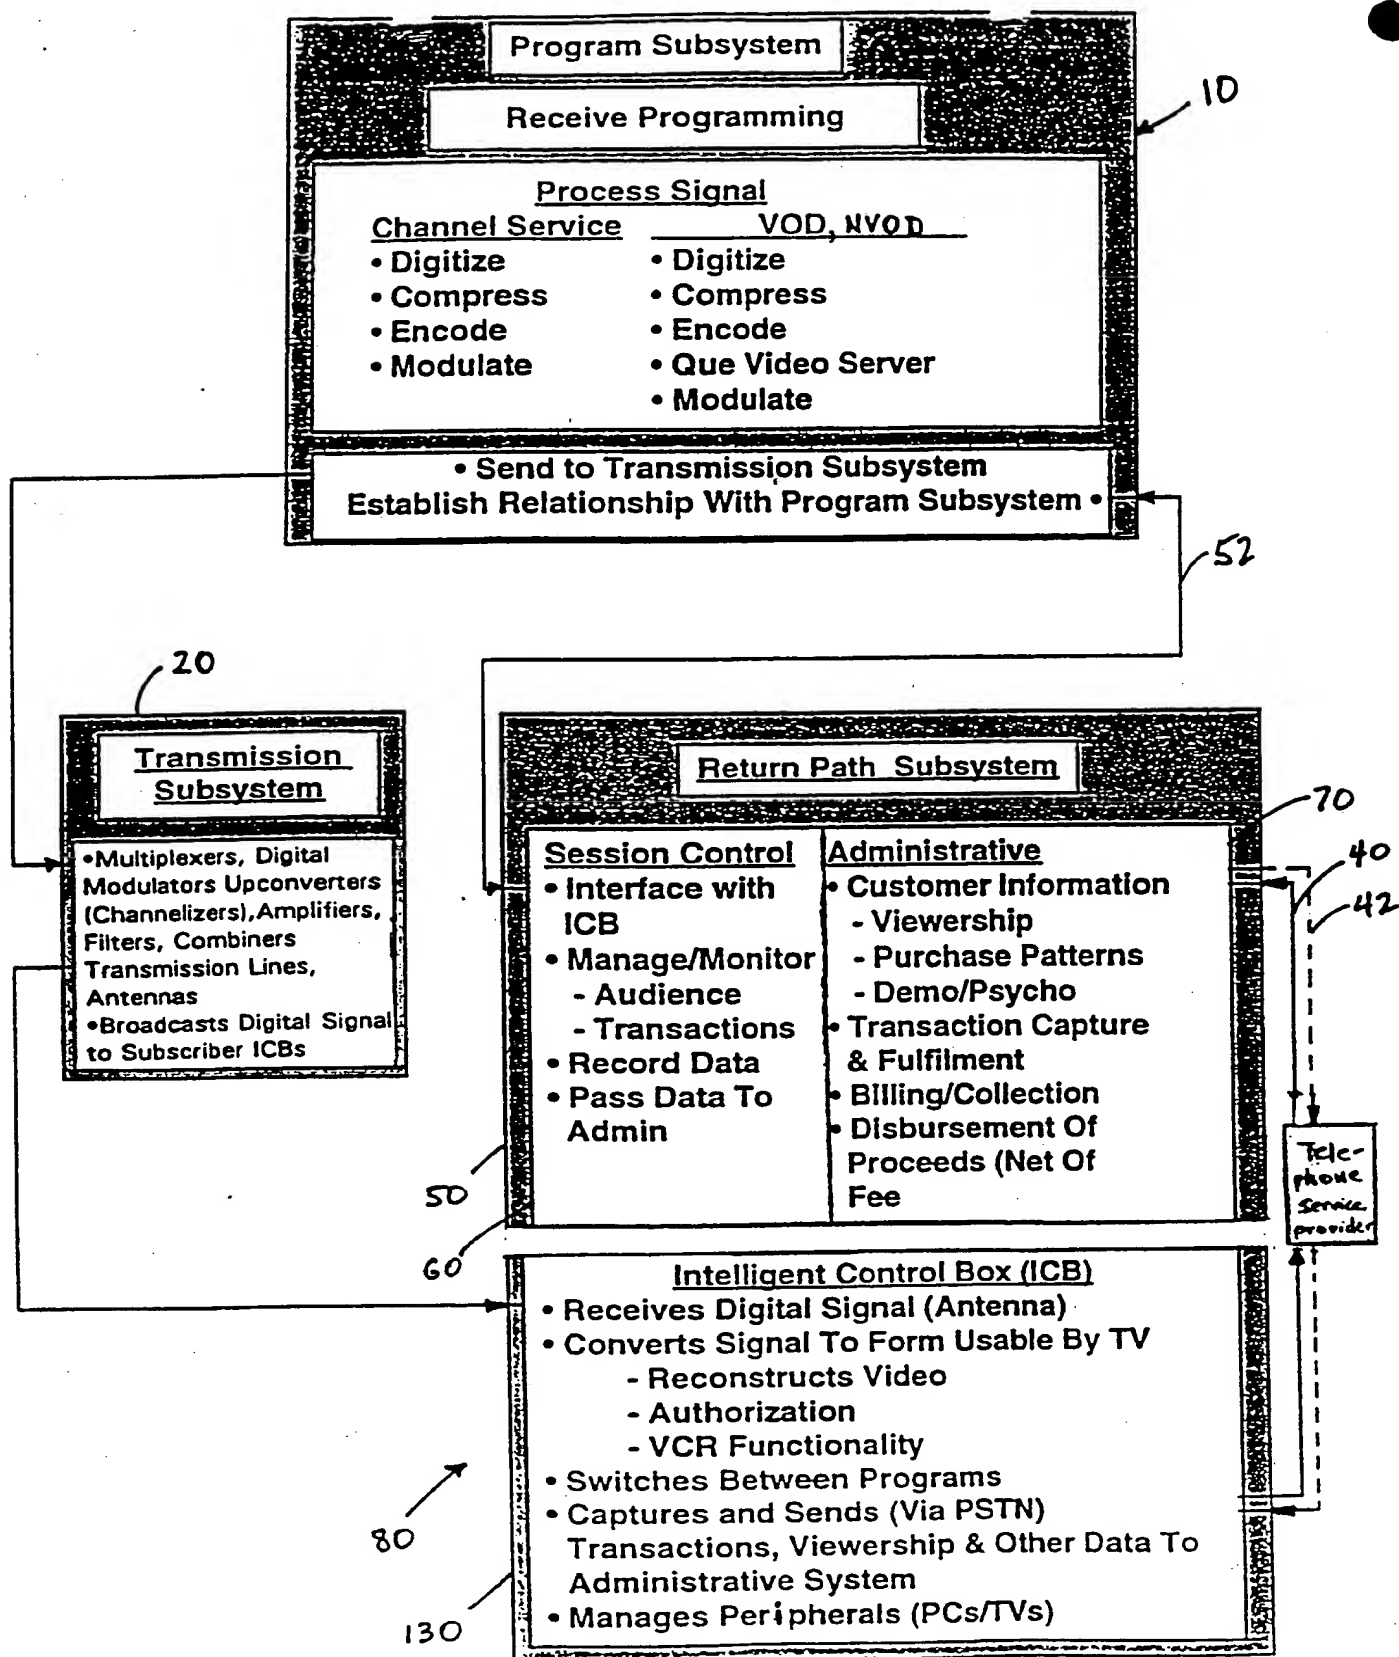 Program Subsystem
Receive Programming
10
Process Signal
Channel Service
• Digitize
• Compress
• Encode
• Modulate
VOD, NVOD
• Digitize
• Compress
• Encode
• Que Video Server
• Modulate
• Send to Transmission Subsystem
Establish Relationship With Program Subsystem •
52
20
Transmission
Subsystem
•Multiplexers, Digital
Modulators Upconverters
(Channelizers),Amplifiers,
Filters, Combiners
Transmission Lines,
Antennas
•Broadcasts Digital Signal
to Subscriber ICBs
Return Path Subsystem
70
40
42
Session Control
• Interface with
ICB
• Manage/Monitor
- Audience
- Transactions
• Record Data
• Pass Data To
Admin
Administrative
• Customer Information
- Viewership
- Purchase Patterns
- Demo/Psycho
• Transaction Capture
& Fulfilment
• Billing/Collection
• Disbursement Of
Proceeds (Net Of
Fee
50
60
Tele-
phone
service
provider
Intelligent Control Box (ICB)
• Receives Digital Signal (Antenna)
• Converts Signal To Form Usable By TV
- Reconstructs Video
- Authorization
- VCR Functionality
• Switches Between Programs
• Captures and Sends (Via PSTN)
Transactions, Viewership & Other Data To
Administrative System
• Manages Peripherals (PCs/TVs)
80
130